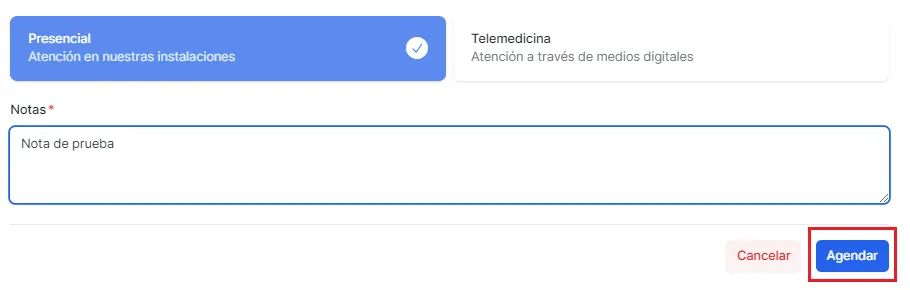 Presencial
Atención en nuestras instalaciones
Telemedicina
Atención a través de medios digitales
Notas*
Nota de prueba
Cancelar
Agendar